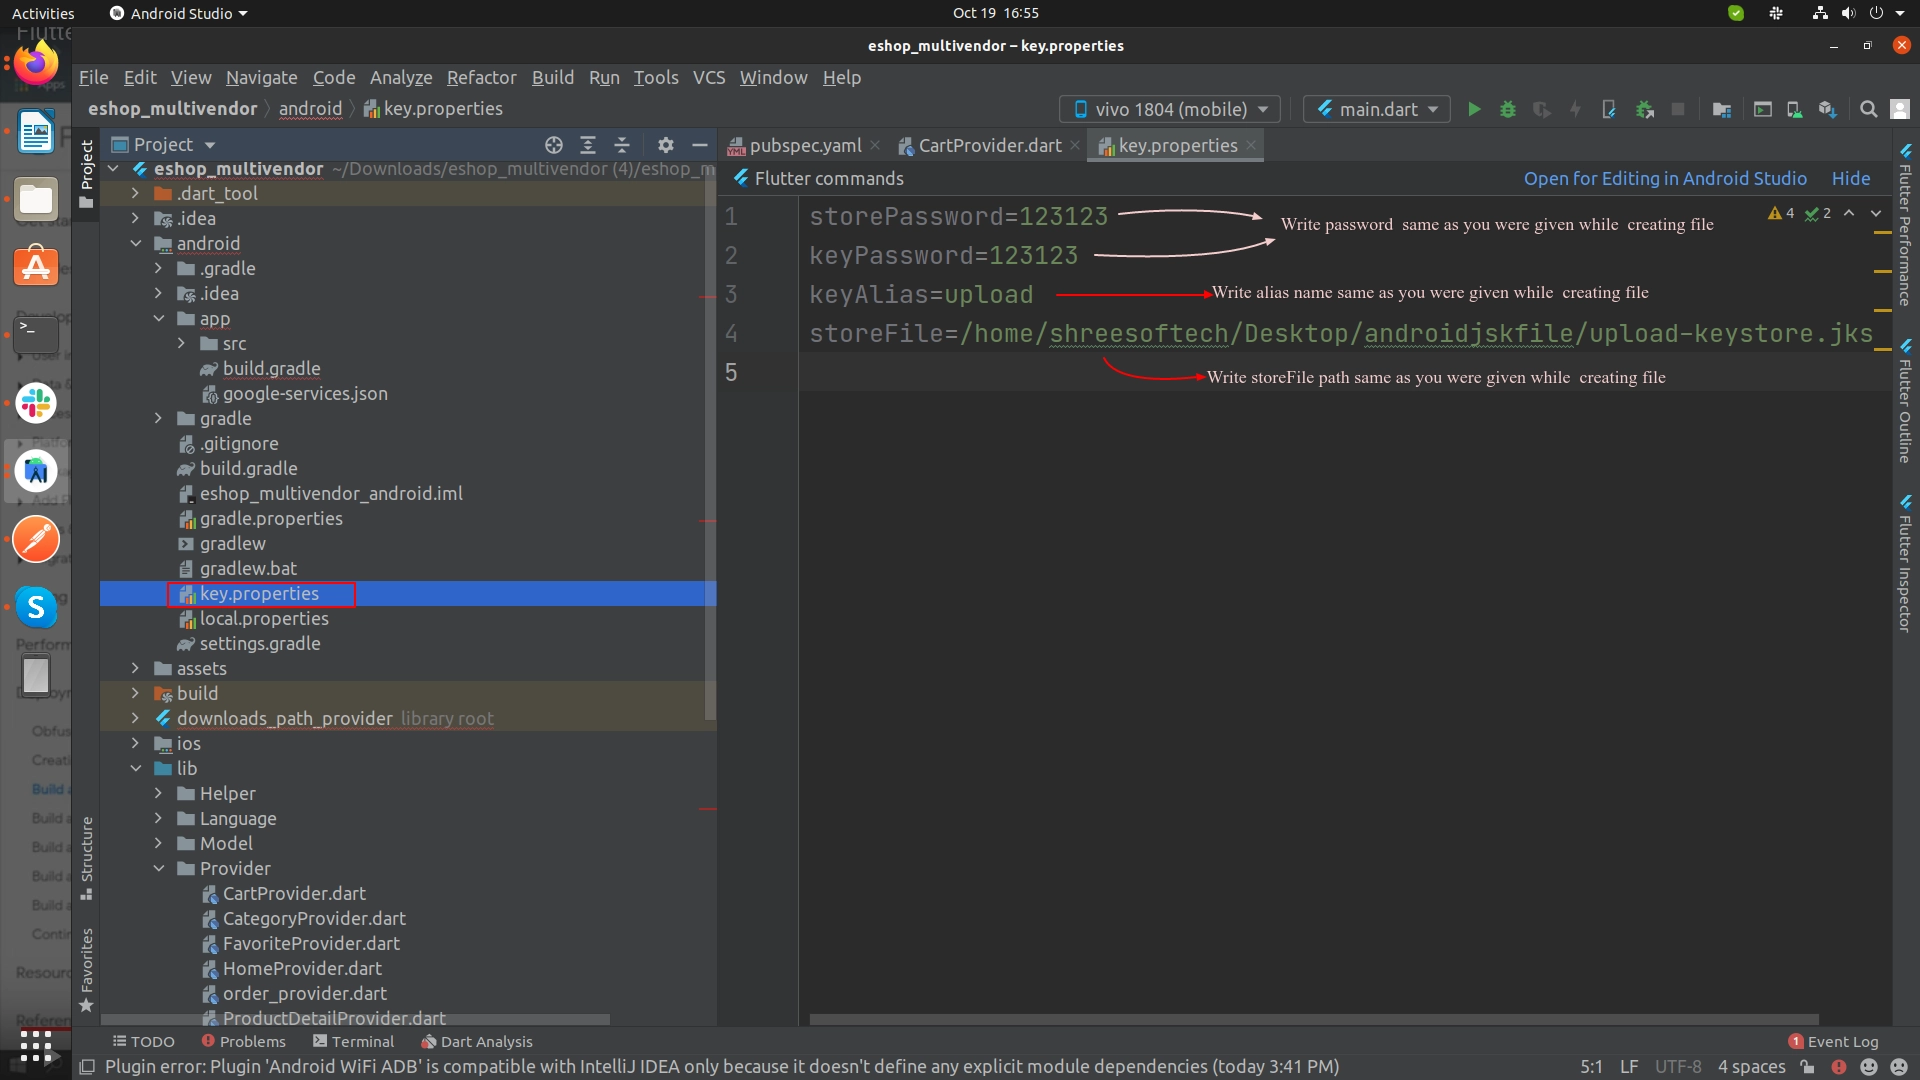 Activities
Android Studio
Oct 19 16:55
eshop_multivendor – key.properties
File Edit View Navigate Code Analyze Refactor Build Run Tools VCS Window Help
eshop_multivendor android key.properties
vivo 1804 (mobile)
main.dart
Project
pubspec.yaml
CartProvider.dart
key.properties
Flutter commands
Open for Editing in Android Studio
Hide
eshop_multivendor ~/Downloads/eshop_multivendor (4)/eshop_m
.dart_tool
.idea
android
.gradle
.idea
app
src
build.gradle
google-services.json
gradle
.gitignore
build.gradle
eshop_multivendor_android.iml
gradle.properties
gradlew
gradlew.bat
key.properties
local.properties
settings.gradle
assets
build
downloads_path_provider library root
ios
lib
Helper
Language
Model
Provider
CartProvider.dart
CategoryProvider.dart
FavoriteProvider.dart
HomeProvider.dart
order_provider.dart
ProductDetailProvider.dart
1 storePassword=123123
2 keyPassword=123123
3 keyAlias=upload
4 storeFile=/home/shreesoftech/Desktop/androidjskfile/upload-keystore.jks
5
Write password same as you were given while creating file
Write alias name same as you were given while creating file
Write storeFile path same as you were given while creating file
4 2
Project
Structure
Favorites
Flutter Performance
Flutter Outline
Flutter Inspector
TODO
Problems
Terminal
Dart Analysis
1 Event Log
Plugin error: Plugin 'Android WiFi ADB' is compatible with IntelliJ IDEA only because it doesn't define any explicit module dependencies (today 3:41 PM)
5:1 LF UTF-8 4 spaces